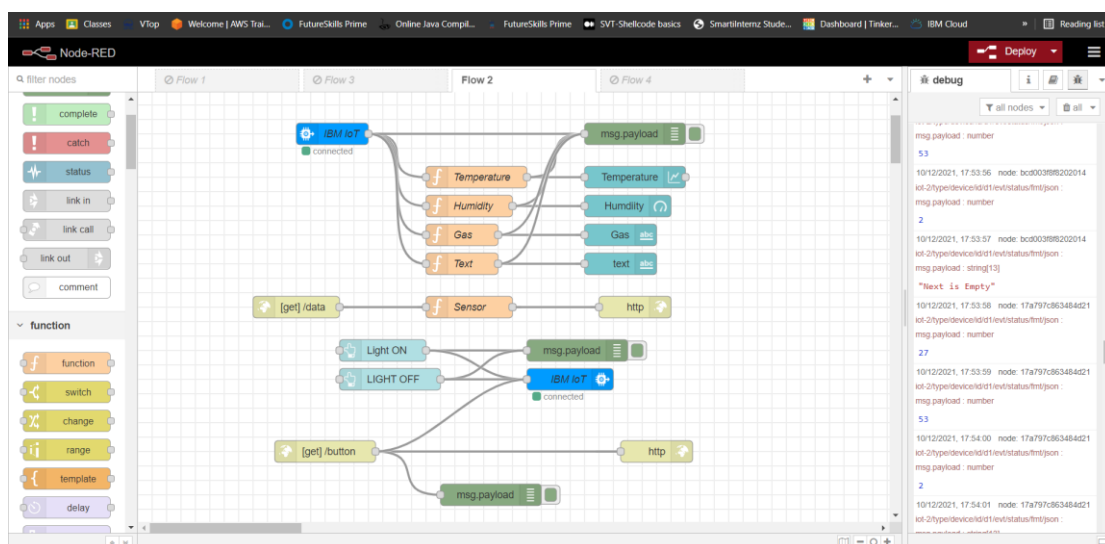 Apps Classes VTop Welcome | AWS Trai... FutureSkills Prime Online Java Compil... FutureSkills Prime SVT-Shellcode basics SmartInternz Stude... Dashboard | Tinker... IBM Cloud » Reading list
Node-RED Deploy
filter nodes Flow 1 Flow 3 Flow 2 Flow 4 debug
all nodes all
complete
catch
status
link in
link call
link out
comment
function
function
switch
change
range
template
delay
IBM IoT msg.payload
connected
Temperature Temperature
Humidity Humdiity
Gas Gas abc
Text text abc
[get] /data Sensor http
Light ON msg.payload
LIGHT OFF IBM IoT
connected
[get] /button http
msg.payload
msg.payload : number
53
10/12/2021, 17:53:56 node: bcd003f8f8202014
iot-2/type/device/id/d1/evt/status/fmt/json :
msg.payload : number
2
10/12/2021, 17:53:57 node: bcd003f8f8202014
iot-2/type/device/id/d1/evt/status/fmt/json :
msg.payload : string[13]
"Next is Empty"
10/12/2021, 17:53:58 node: 17a797c863484d21
iot-2/type/device/id/d1/evt/status/fmt/json :
msg.payload : number
27
10/12/2021, 17:53:59 node: 17a797c863484d21
iot-2/type/device/id/d1/evt/status/fmt/json :
msg.payload : number
53
10/12/2021, 17:54:00 node: 17a797c863484d21
iot-2/type/device/id/d1/evt/status/fmt/json :
msg.payload : number
2
10/12/2021, 17:54:01 node: 17a797c863484d21
iot-2/type/device/id/d1/evt/status/fmt/json :